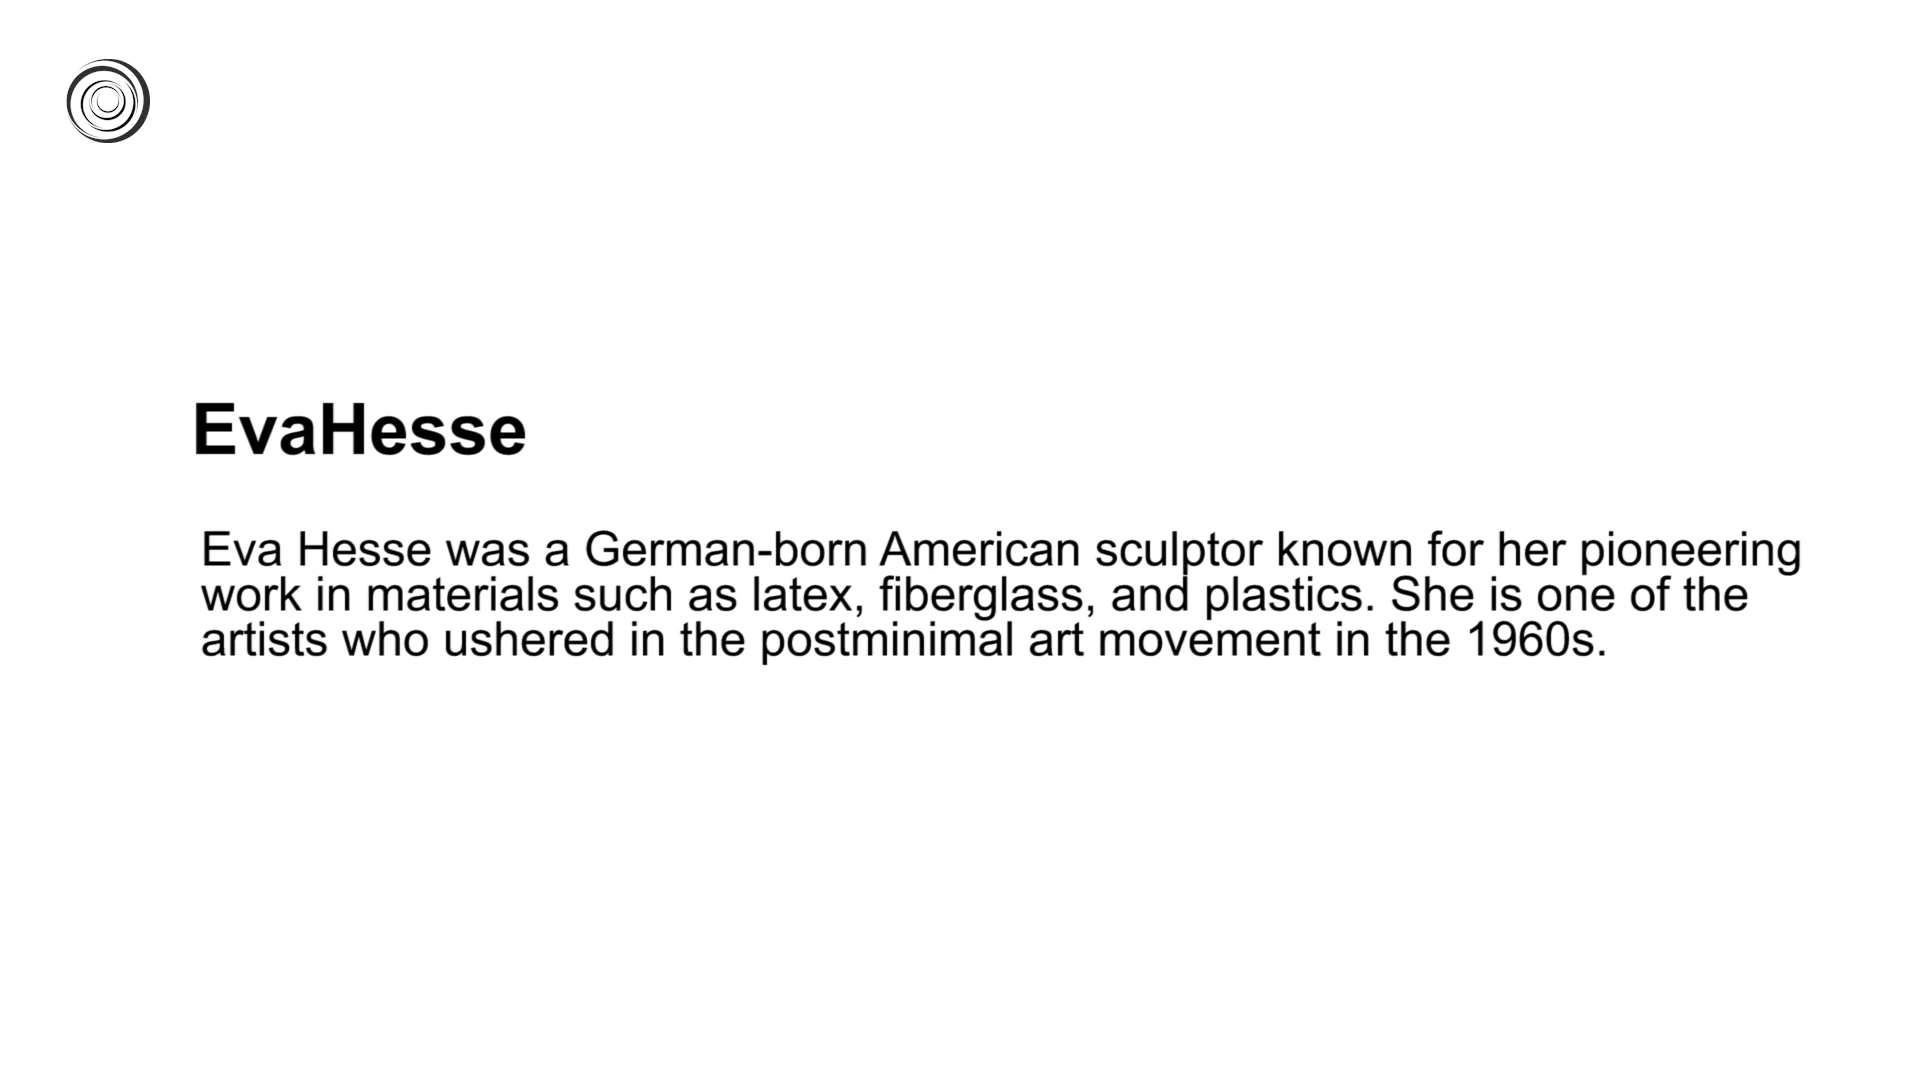 EvaHesse
Eva Hesse was a German-born American sculptor known for her pioneering
work in materials such as latex, fiberglass, and plastics. She is one of the
artists who ushered in the postminimal art movement in the 1960s.